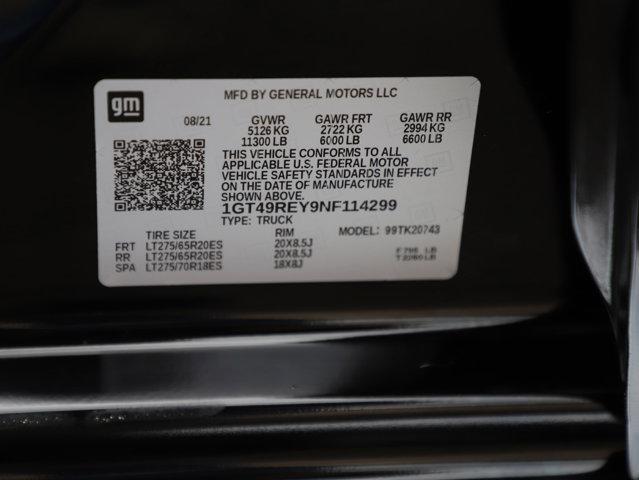 gm
MFD BY GENERAL MOTORS LLC
08/21 GVWR GAWR FRT GAWR RR
5126 KG 2722 KG 2994 KG
11300 LB 6000 LB 6600 LB
THIS VEHICLE CONFORMS TO ALL
APPLICABLE U.S. FEDERAL MOTOR
VEHICLE SAFETY STANDARDS IN EFFECT
ON THE DATE OF MANUFACTURE
SHOWN ABOVE.
1GT49REY9NF114299
TYPE: TRUCK
TIRE SIZE RIM MODEL: 99TK20743
FRT LT275/65R20ES 20X8.5J
RR LT275/65R20ES 20X8.5J
SPA LT275/70R18ES 18X8J